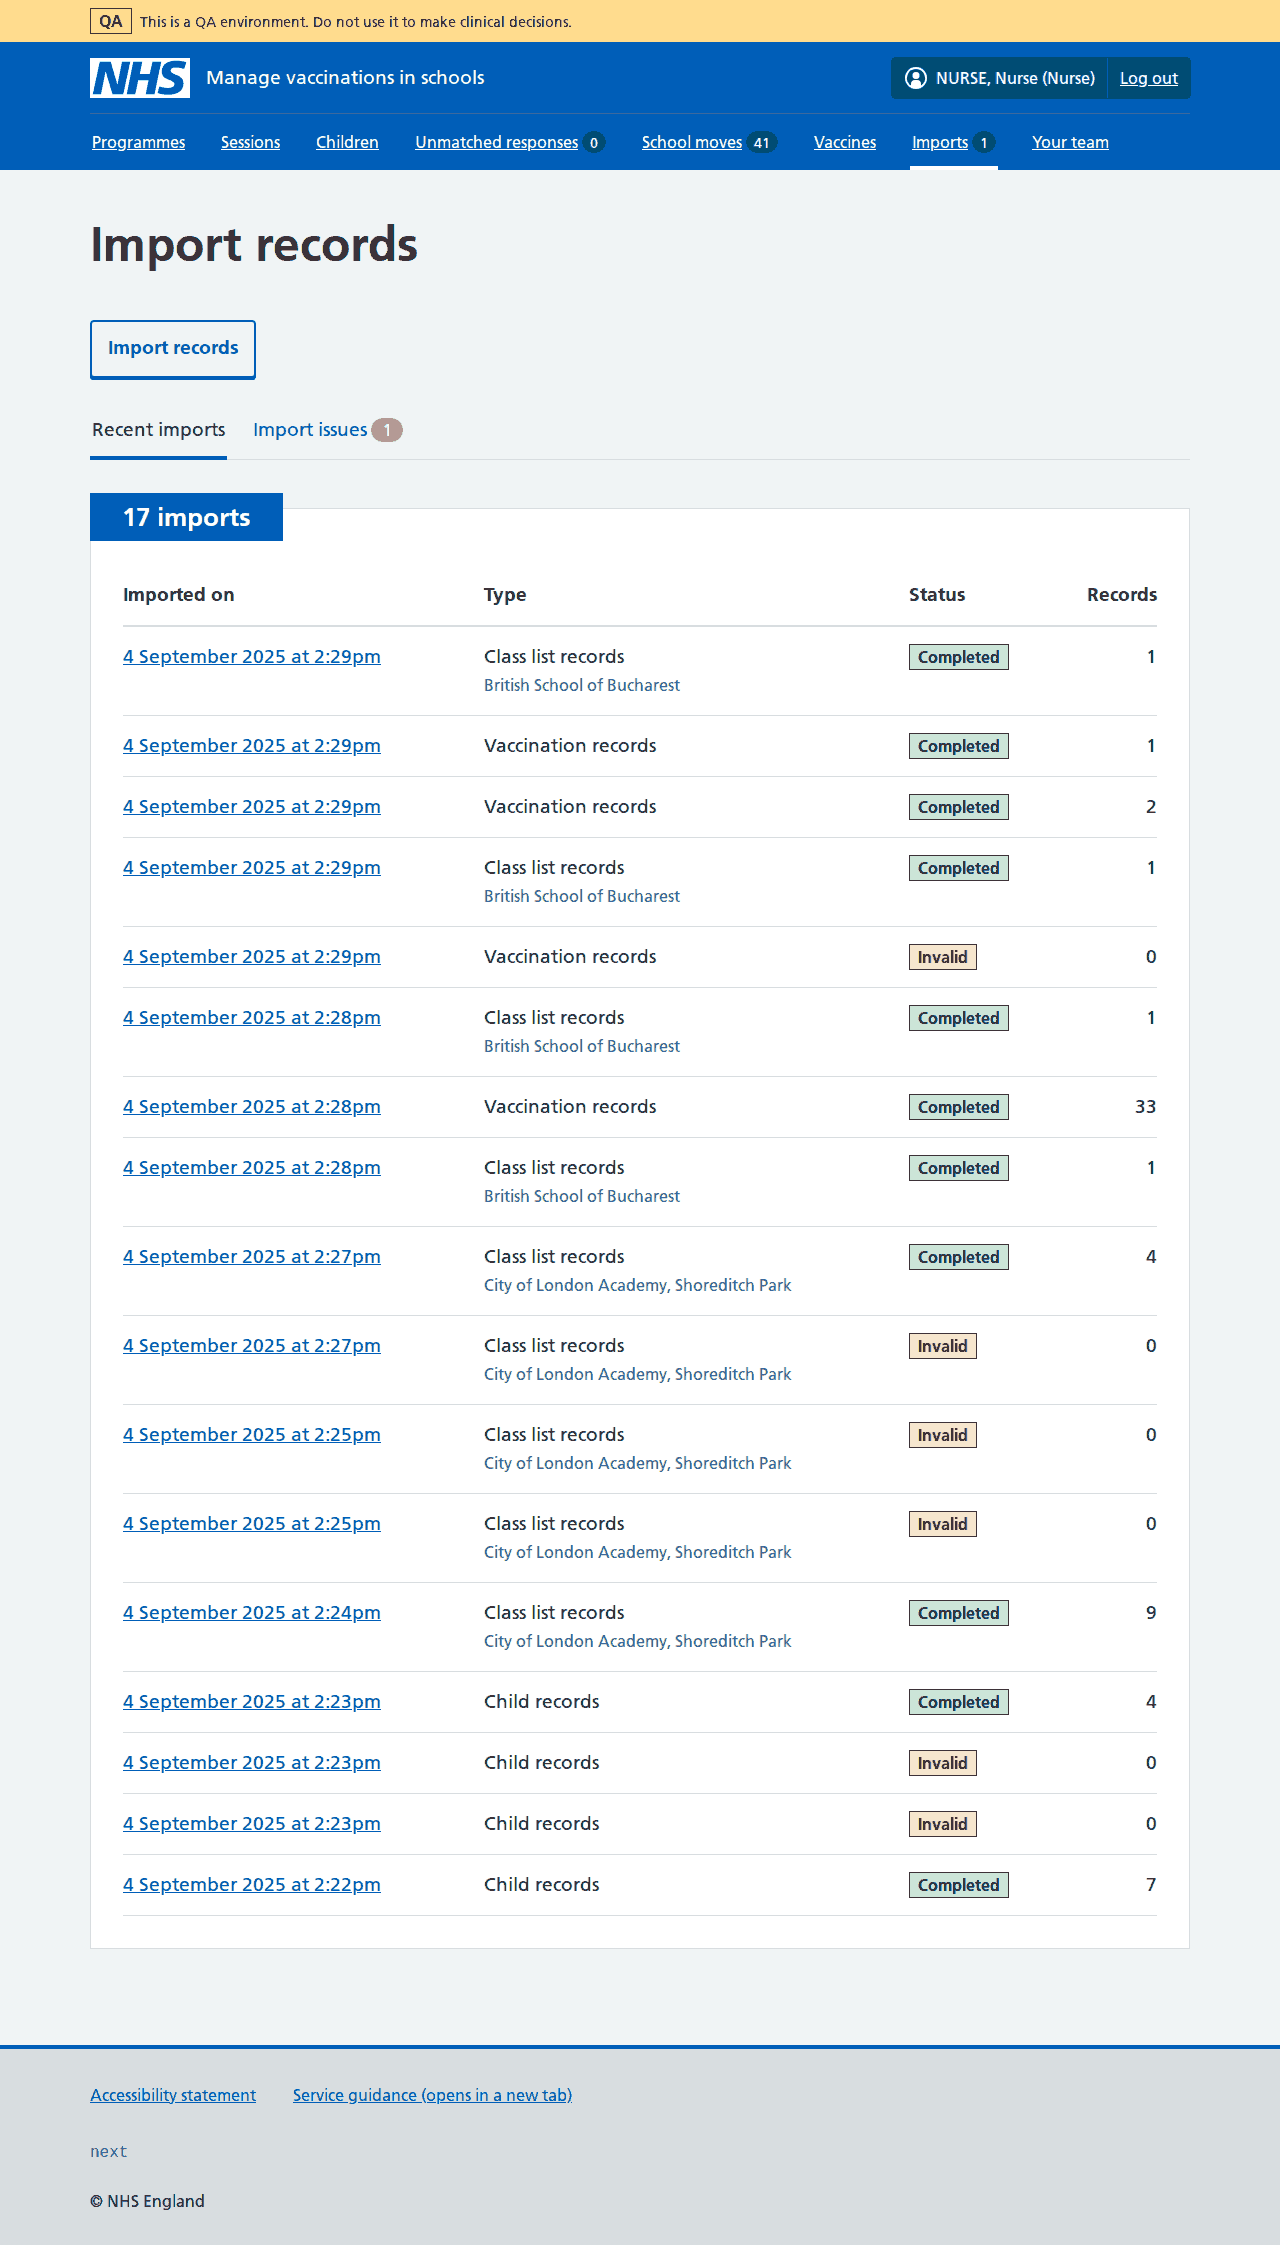 QA This is a QA environment. Do not use it to make clinical decisions.
NHS Manage vaccinations in schools NURSE, Nurse (Nurse) Log out
Programmes Sessions Children Unmatched responses 0 School moves 41 Vaccines Imports 1 Your team
Import records
Import records
Recent imports Import issues 1
17 imports
Imported on Type Status Records
4 September 2025 at 2:29pm Class list records Completed 1
British School of Bucharest
4 September 2025 at 2:29pm Vaccination records Completed 1
4 September 2025 at 2:29pm Vaccination records Completed 2
4 September 2025 at 2:29pm Class list records Completed 1
British School of Bucharest
4 September 2025 at 2:29pm Vaccination records Invalid 0
4 September 2025 at 2:28pm Class list records Completed 1
British School of Bucharest
4 September 2025 at 2:28pm Vaccination records Completed 33
4 September 2025 at 2:28pm Class list records Completed 1
British School of Bucharest
4 September 2025 at 2:27pm Class list records Completed 4
City of London Academy, Shoreditch Park
4 September 2025 at 2:27pm Class list records Invalid 0
City of London Academy, Shoreditch Park
4 September 2025 at 2:25pm Class list records Invalid 0
City of London Academy, Shoreditch Park
4 September 2025 at 2:25pm Class list records Invalid 0
City of London Academy, Shoreditch Park
4 September 2025 at 2:24pm Class list records Completed 9
City of London Academy, Shoreditch Park
4 September 2025 at 2:23pm Child records Completed 4
4 September 2025 at 2:23pm Child records Invalid 0
4 September 2025 at 2:23pm Child records Invalid 0
4 September 2025 at 2:22pm Child records Completed 7
Accessibility statement Service guidance (opens in a new tab)
next
© NHS England